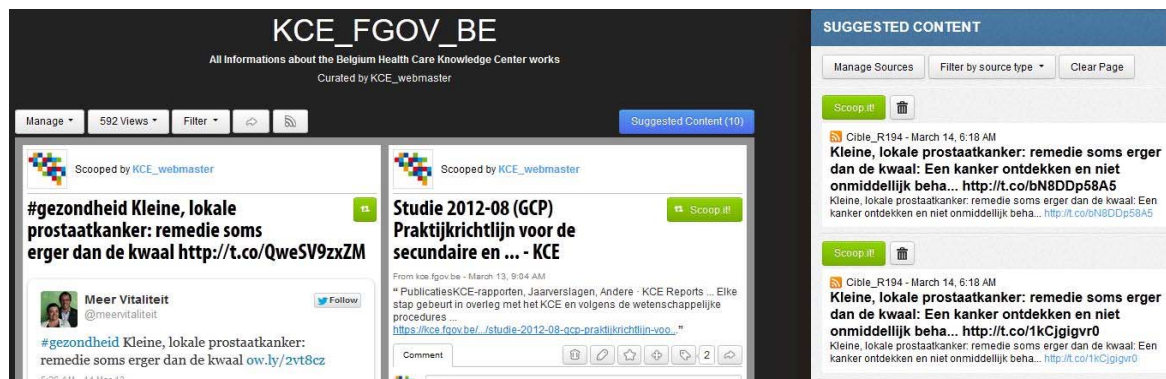 KCE_FGOV_BE
All Informations about the Belgium Health Care Knowledge Center works
Curated by KCE_webmaster
Manage
592 Views
Filter
Suggested Content (10)
Scooped by KCE_webmaster
#gezondheid Kleine, lokale
prostaatkanker: remedie soms
erger dan de kwaal http://t.co/QweSV9zxZM
Meer Vitaliteit
@meervitaliteit
Follow
#gezondheid Kleine, lokale prostaatkanker:
remedie soms erger dan de kwaal ow.ly/2vt8cz
Scooped by KCE_webmaster
Studie 2012-08 (GCP)
Praktijkrichtlijn voor de
secundaire en ... - KCE
Scoop.it!
From kce.fgov.be - March 13, 9:04 AM
“ PublicatiesKCE-rapporten, Jaarverslagen, Andere · KCE Reports ... Elke
stap gebeurt in overleg met het KCE en volgens de wetenschappelijke
procedures ...
https://kce.fgov.be/.../studie-2012-08-gcp-praktijkrichtlijn-voo...”
Comment
2
SUGGESTED CONTENT
Manage Sources
Filter by source type
Clear Page
Scoop.it!
Cible_R194 - March 14, 6:18 AM
Kleine, lokale prostaatkanker: remedie soms erger
dan de kwaal: Een kanker ontdekken en niet
onmiddellijk beha... http://t.co/bN8DDp58A5
Kleine, lokale prostaatkanker: remedie soms erger dan de kwaal: Een
kanker ontdekken en niet onmiddellijk beha... http://t.co/bN8DDp58A5
Scoop.it!
Cible_R194 - March 14, 6:18 AM
Kleine, lokale prostaatkanker: remedie soms erger
dan de kwaal: Een kanker ontdekken en niet
onmiddellijk beha... http://t.co/1kCjgigvr0
Kleine, lokale prostaatkanker: remedie soms erger dan de kwaal: Een
kanker ontdekken en niet onmiddellijk beha... http://t.co/1kCjgigvr0